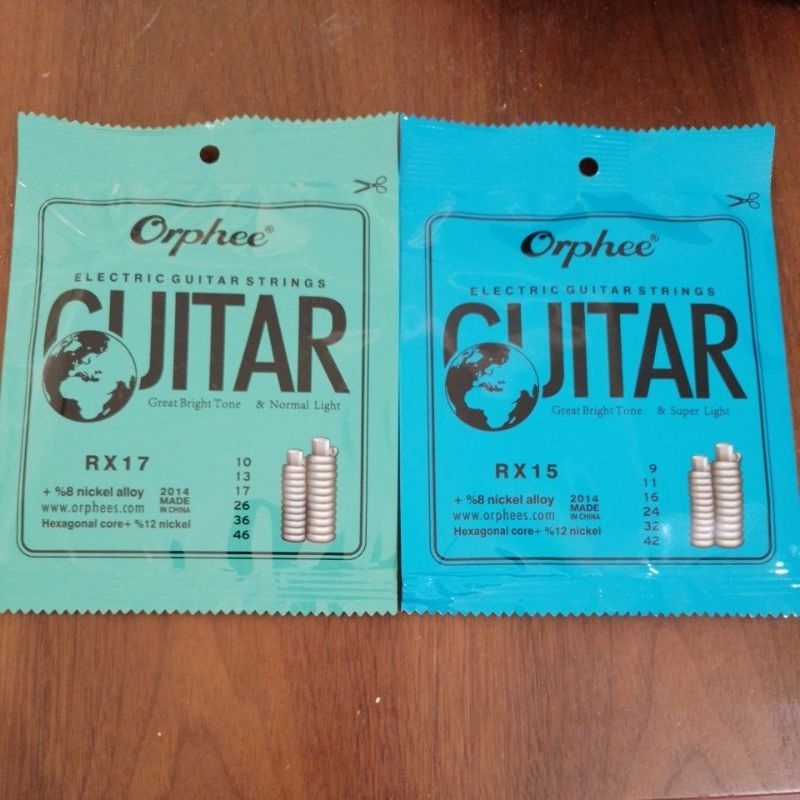 Orphee®
ELECTRIC GUITAR STRINGS
GUITAR
Great Bright Tone & Normal Light
RX17
10
13
17
26
36
46
+ %8 nickel alloy
www.orphees.com
Hexagonal core+ %12 nickel
2014
MADE
IN CHINA
Orphee®
ELECTRIC GUITAR STRINGS
GUITAR
Great Bright Tone & Super Light
RX15
9
11
16
24
32
42
+ %8 nickel alloy
www.orphees.com
Hexagonal core+ %12 nickel
2014
MADE
IN CHINA